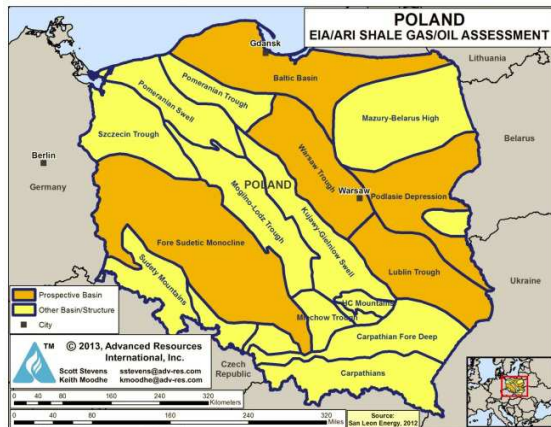 POLAND
EIA/ARI SHALE GAS/OIL ASSESSMENT
Gdansk
Lithuania
Baltic Basin
Pomeranian Trough
Pomeranian Swell
Mazury-Belarus High
Szczecin Trough
Belarus
Berlin
Germany
Warsaw Trough
POLAND
Warsaw
Podlasie Depression
Mogilno-Lodz Trough
Kujawy-Gielniow Swell
Fore Sudetic Monocline
Sudety Mountains
Lublin Trough
Ukraine
HC Mountains
Miechow Trough
Carpathian Fore Deep
Carpathians
Czech
Republic
Prospective Basin
Other Basin/Structure
City
TM
© 2013, Advanced Resources
International, Inc.
Scott Stevens sstevens@adv-res.com
Keith Moodhe kmoodhe@adv-res.com
0 40 80 160 240 320
Kilometers
0 40 80 160 240 320
Miles
Source:
San Leon Energy, 2012